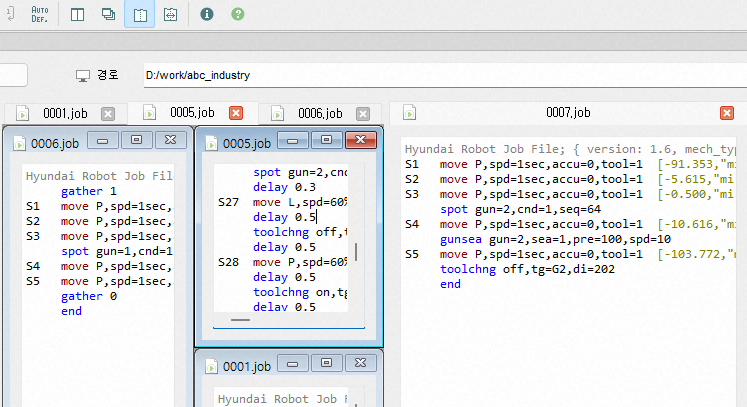 AUTO
DEF.
경로
D:/work/abc_industry
0001.job
0005.job
0006.job
0007.job
0006.job
Hyundai Robot Job Fil
gather 1
S1 move P,spd=1sec,
S2 move P,spd=1sec,
S3 move P,spd=1sec,
spot gun=1,cnd=1
S4 move P,spd=1sec,
S5 move P,spd=1sec,
gather 0
end
0005.job
spot gun=2,cnd
delay 0.3
S27 move L,spd=60%
delay 0.5
toolchng off,t
delay 0.5
S28 move P,spd=60%
delay 0.5
toolchng on,tg
delay 0.5
0001.job
Hyundai Robot Job F
Hyundai Robot Job File; { version: 1.6, mech_typ
S1 move P,spd=1sec,accu=0,tool=1 [-91.353,"mi
S2 move P,spd=1sec,accu=0,tool=1 [-5.615,"mi
S3 move P,spd=1sec,accu=0,tool=1 [-0.500,"mi
spot gun=2,cnd=1,seq=64
S4 move P,spd=1sec,accu=0,tool=1 [-10.616,"mi
gunsea gun=2,sea=1,pre=100,spd=10
S5 move P,spd=1sec,accu=0,tool=1 [-103.772,"m
toolchng off,tg=G2,di=202
end